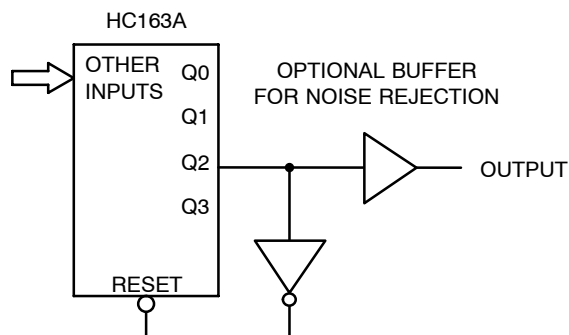 HC163A
OTHER
INPUTS
Q0
Q1
Q2
Q3
RESET
OPTIONAL BUFFER
FOR NOISE REJECTION
OUTPUT